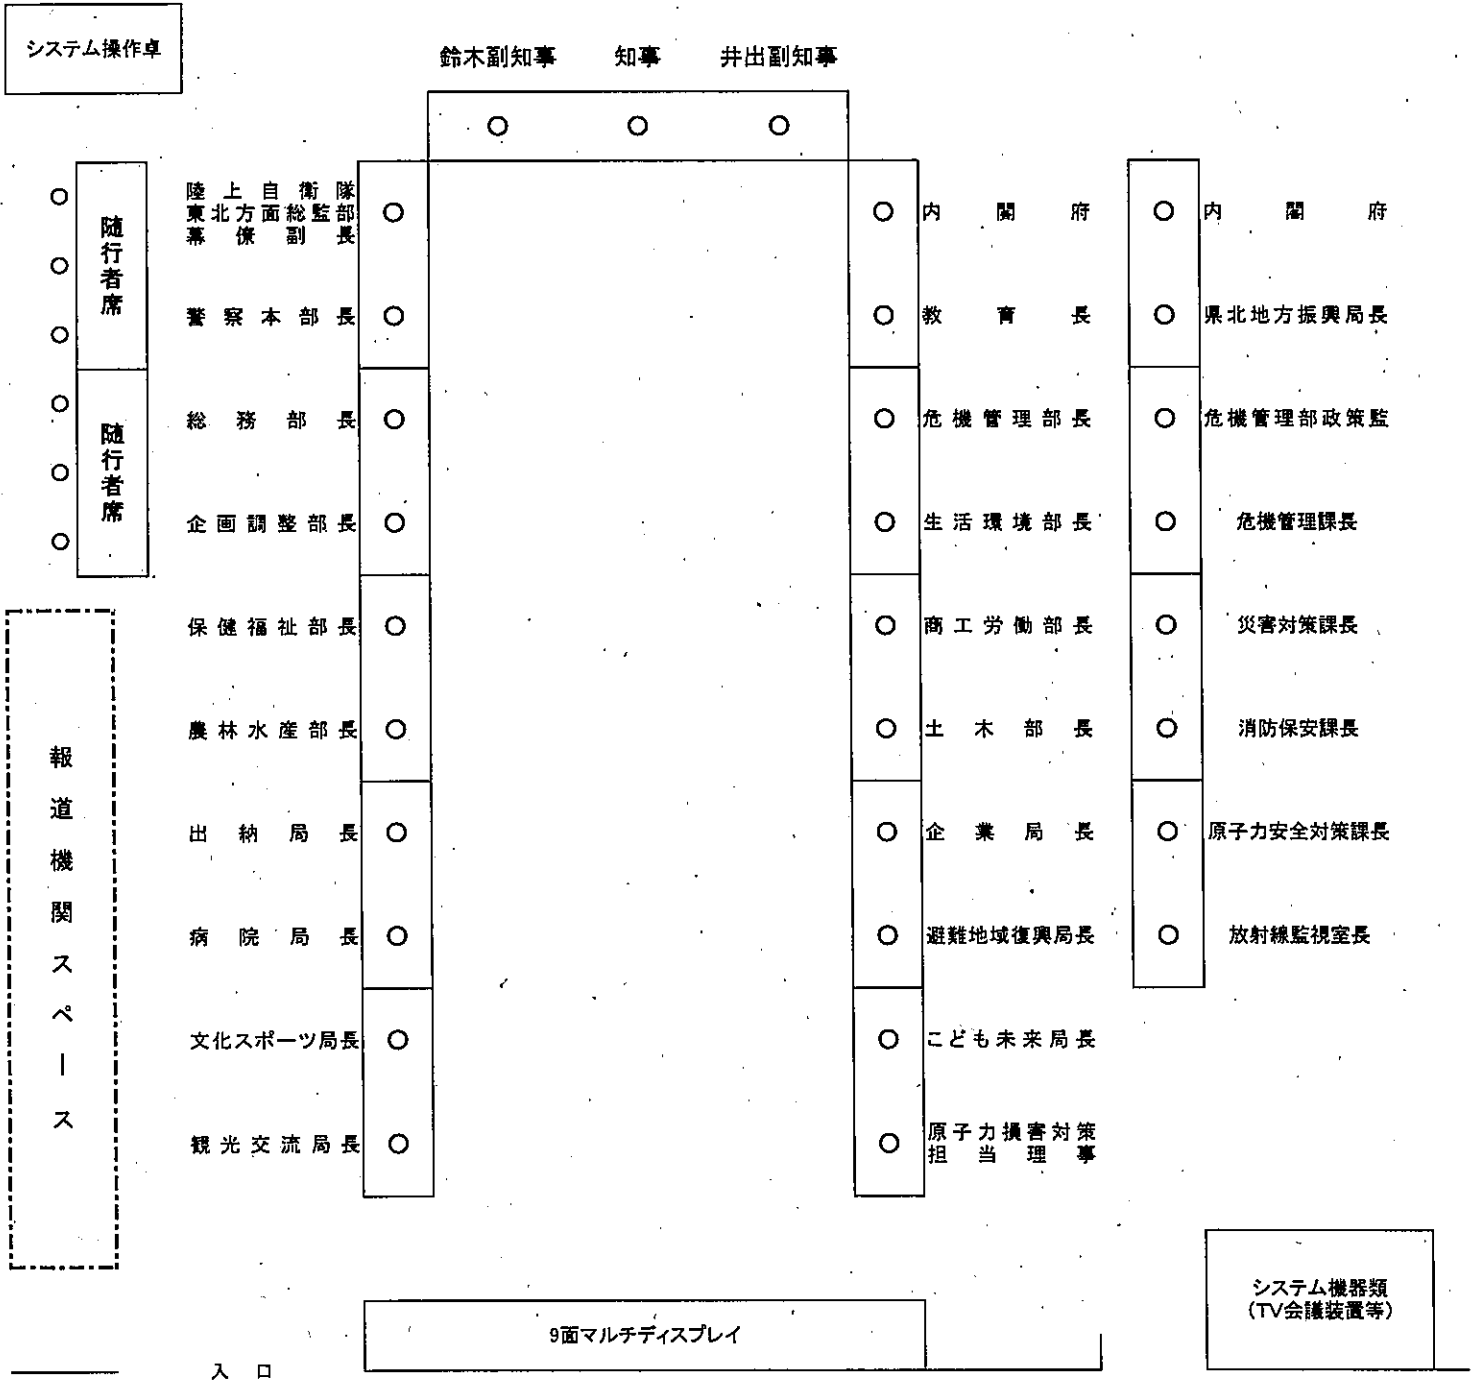 システム操作卓
鈴木副知事 知事 井出副知事
随行者席
随行者席
報道機関スペース
陸上自衛隊
東北方面総監部
幕僚副長
警察本部長
総務部長
企画調整部長
保健福祉部長
農林水産部長
出納局長
病院局長
文化スポーツ局長
観光交流局長
内閣府
教育長
危機管理部長
生活環境部長
商工労働部長
土木部長
企業局長
避難地域復興局長
こども未来局長
原子力損害対策
担当理事
内閣府
県北地方振興局長
危機管理部政策監
危機管理課長
災害対策課長
消防保安課長
原子力安全対策課長
放射線監視室長
システム機器類
(TV会議装置等)
9面マルチディスプレイ
入口